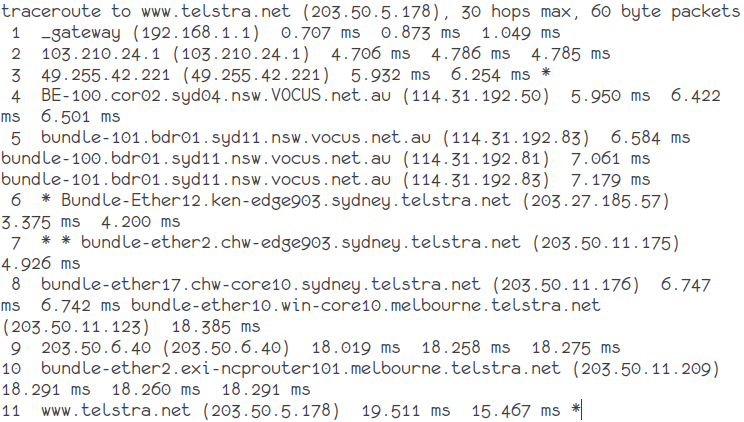 traceroute to www.telstra.net (203.50.5.178), 30 hops max, 60 byte packets
1 _gateway (192.168.1.1) 0.707 ms 0.873 ms 1.049 ms
2 103.210.24.1 (103.210.24.1) 4.706 ms 4.786 ms 4.785 ms
3 49.255.42.221 (49.255.42.221) 5.932 ms 6.254 ms *
4 BE-100.cor02.syd04.nsw.VOCUS.net.au (114.31.192.50) 5.950 ms 6.422
ms 6.501 ms
5 bundle-101.bdr01.syd11.nsw.vocus.net.au (114.31.192.83) 6.584 ms
bundle-100.bdr01.syd11.nsw.vocus.net.au (114.31.192.81) 7.061 ms
bundle-101.bdr01.syd11.nsw.vocus.net.au (114.31.192.83) 7.179 ms
6 * Bundle-Ether12.ken-edge903.sydney.telstra.net (203.27.185.57)
3.375 ms 4.200 ms
7 * * bundle-ether2.chw-edge903.sydney.telstra.net (203.50.11.175)
4.926 ms
8 bundle-ether17.chw-core10.sydney.telstra.net (203.50.11.176) 6.747
ms 6.742 ms bundle-ether10.win-core10.melbourne.telstra.net
(203.50.11.123) 18.385 ms
9 203.50.6.40 (203.50.6.40) 18.019 ms 18.258 ms 18.275 ms
10 bundle-ether2.exi-ncprouter101.melbourne.telstra.net (203.50.11.209)
18.291 ms 18.260 ms 18.291 ms
11 www.telstra.net (203.50.5.178) 19.511 ms 15.467 ms *